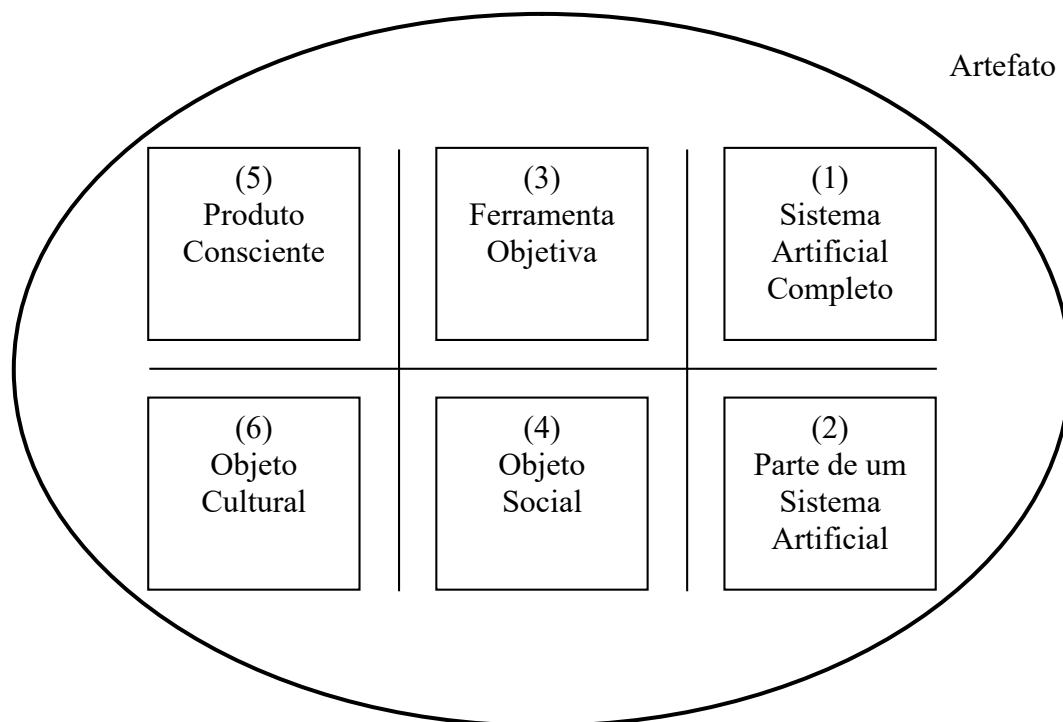 Artefato
(5)
Produto
Consciente
(3)
Ferramenta
Objetiva
(1)
Sistema
Artificial
Completo
(6)
Objeto
Cultural
(4)
Objeto
Social
(2)
Parte de um
Sistema
Artificial